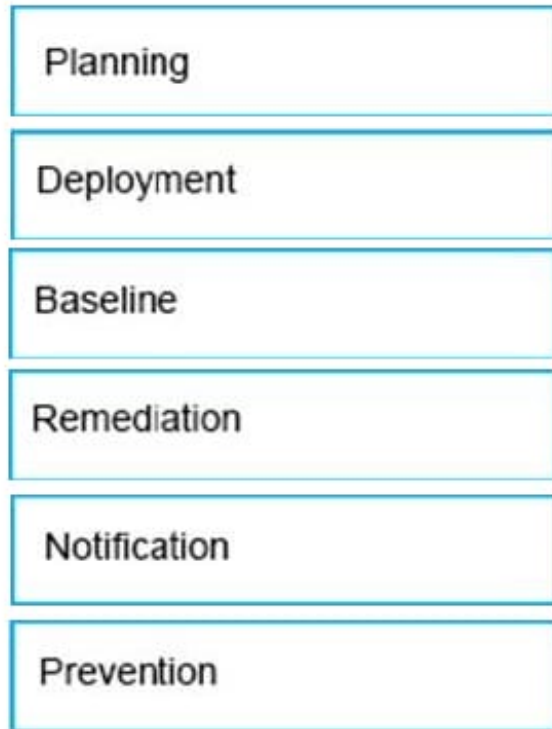 Planning
Deployment
Baseline
Remediation
Notification
Prevention